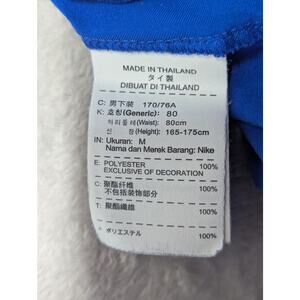 MADE IN THAILAND
タイ製
DIBUAT DI THAILAND
C: 男下装 170/76A
K: 호칭(Generic): 80
허리둘레(Waist): 80cm
신 장(Height): 165-175cm
IN: Ukuran: M
Nama dan Merek Barang: Nike
E: POLYESTER 100%
EXCLUSIVE OF DECORATION
C: 聚酯纤维 100%
不包括装饰部分
T: 聚酯纖維 100%
ポリエステル 100%